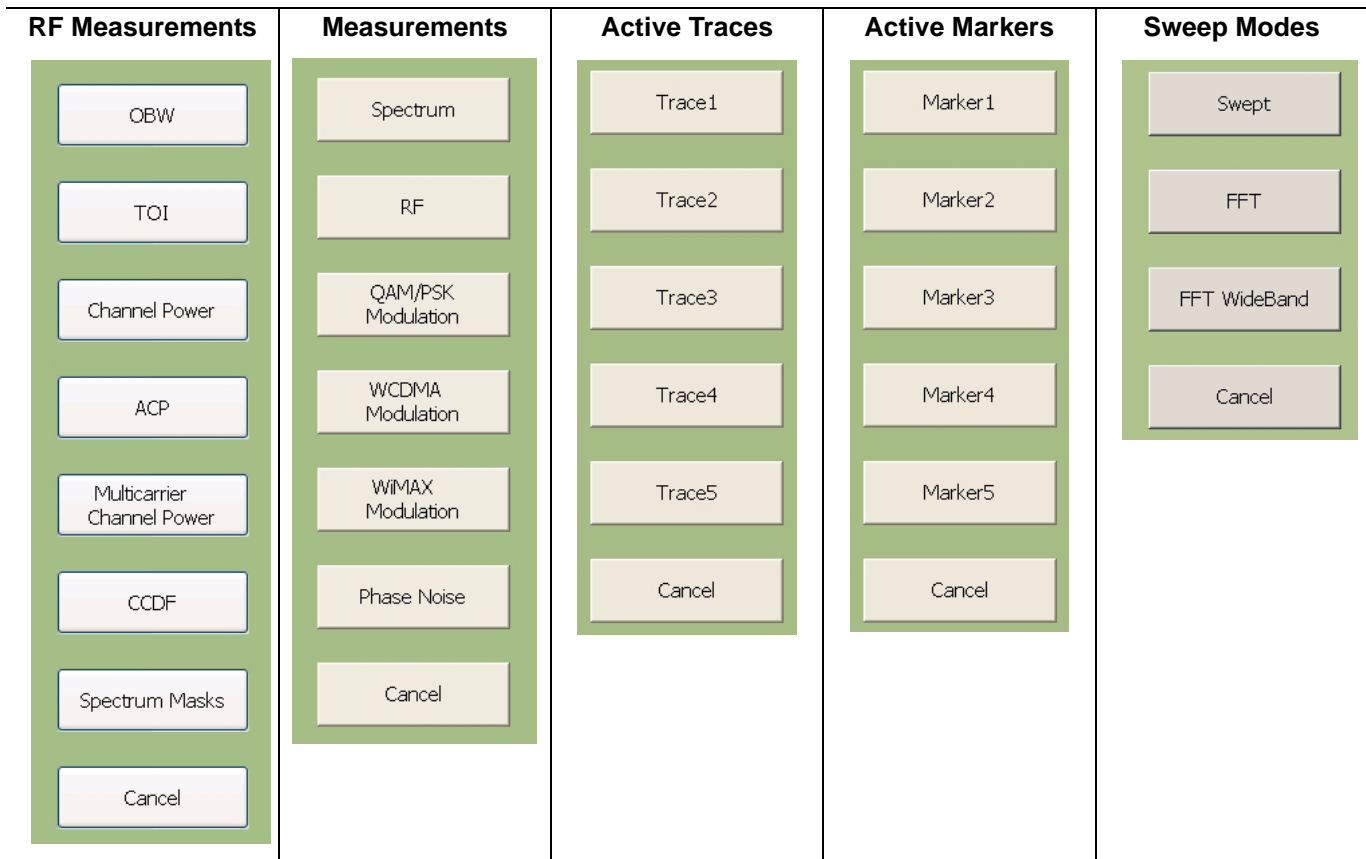 RF Measurements
OBW
TOI
Channel Power
ACP
Multicarrier
Channel Power
CCDF
Spectrum Masks
Cancel
Measurements
Spectrum
RF
QAM/PSK
Modulation
WCDMA
Modulation
WiMAX
Modulation
Phase Noise
Cancel
Active Traces
Trace1
Trace2
Trace3
Trace4
Trace5
Cancel
Active Markers
Marker1
Marker2
Marker3
Marker4
Marker5
Cancel
Sweep Modes
Swept
FFT
FFT WideBand
Cancel